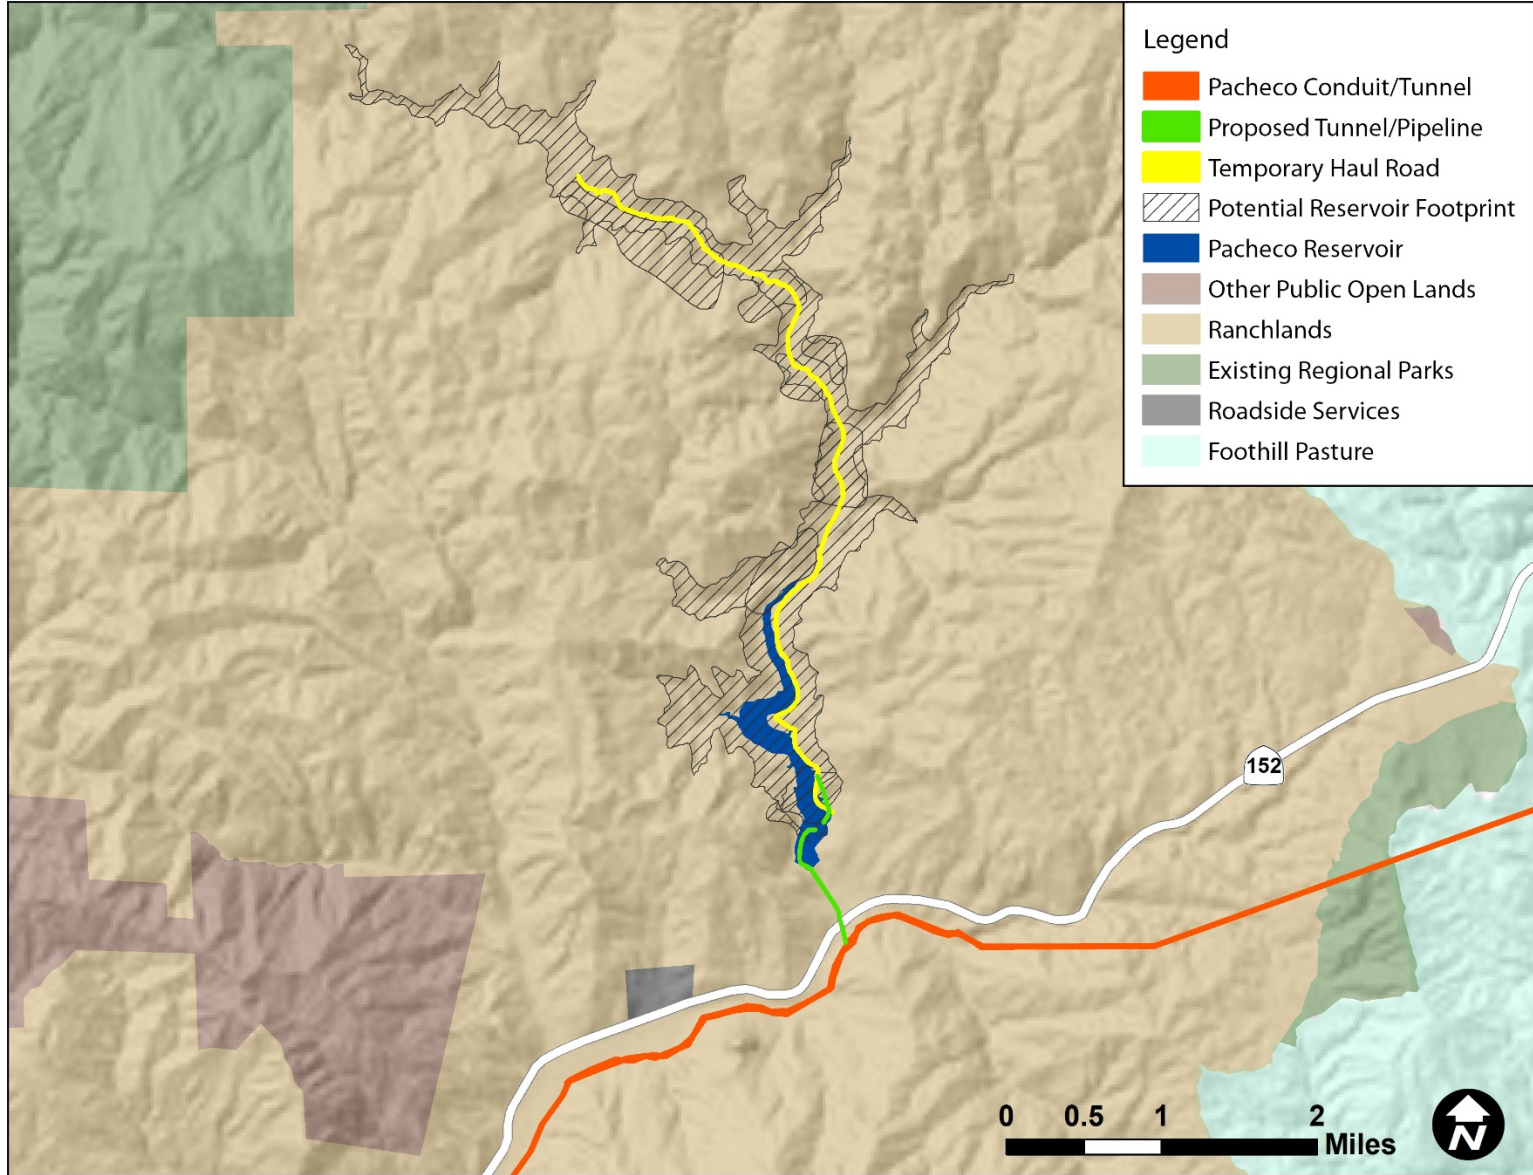 Legend
Pacheco Conduit/Tunnel
Proposed Tunnel/Pipeline
Temporary Haul Road
Potential Reservoir Footprint
Pacheco Reservoir
Other Public Open Lands
Ranchlands
Existing Regional Parks
Roadside Services
Foothill Pasture
152
0 0.5 1 2
Miles
N